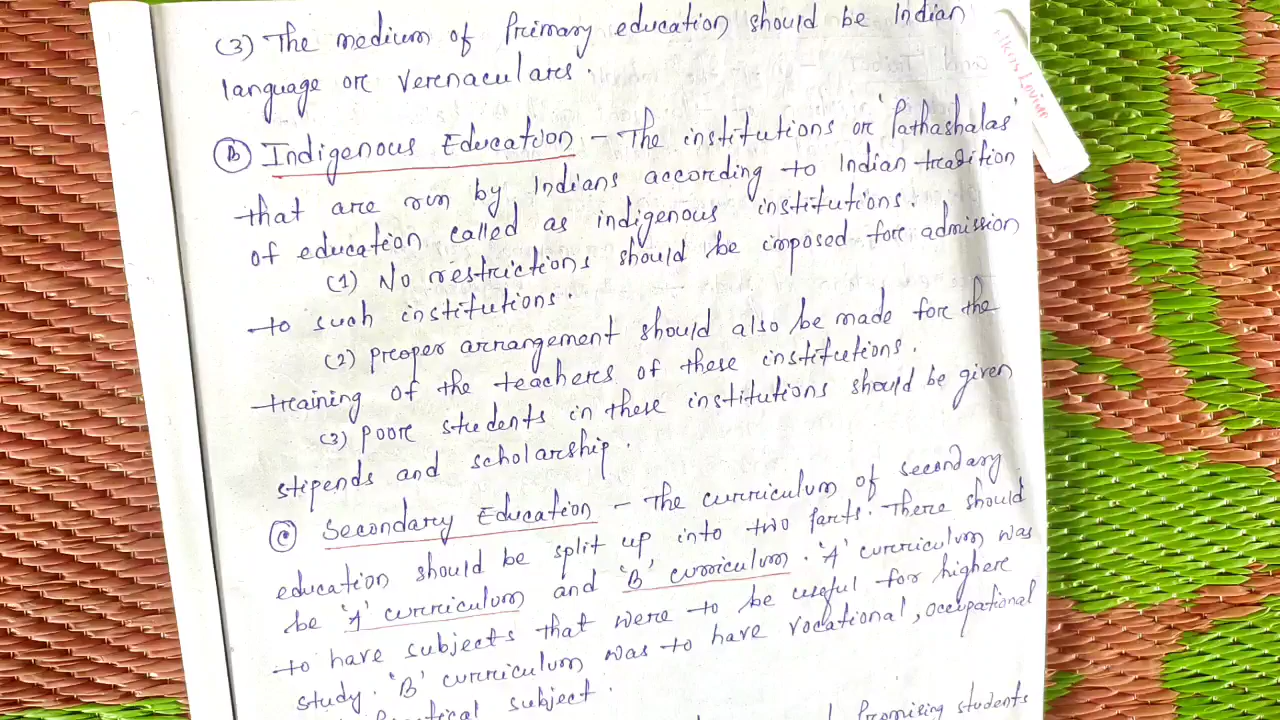 (3) The medium of Primary education should be Indian
language or Verenaculares.
(B) Indigenous Education - The institutions or 'Pathashalas'
that are run by Indians according to Indian tradition
of education called as indigenous institutions.
(1) No restrictions should be imposed for admission
to such institutions.
(2) proper arrangement should also be made for the
training of the teachers of these institutions.
(3) Poor students in these institutions should be given
stipends and scholarship.
(C) Secondary Education - The curriculum of secondary
education should be split up into two parts. There should
be 'A' curriculum and 'B' curriculum. 'A' curriculum was
to have subjects that were to be useful for higher
study. 'B' curriculum was to have vocational, occupational
subject.
Promising students